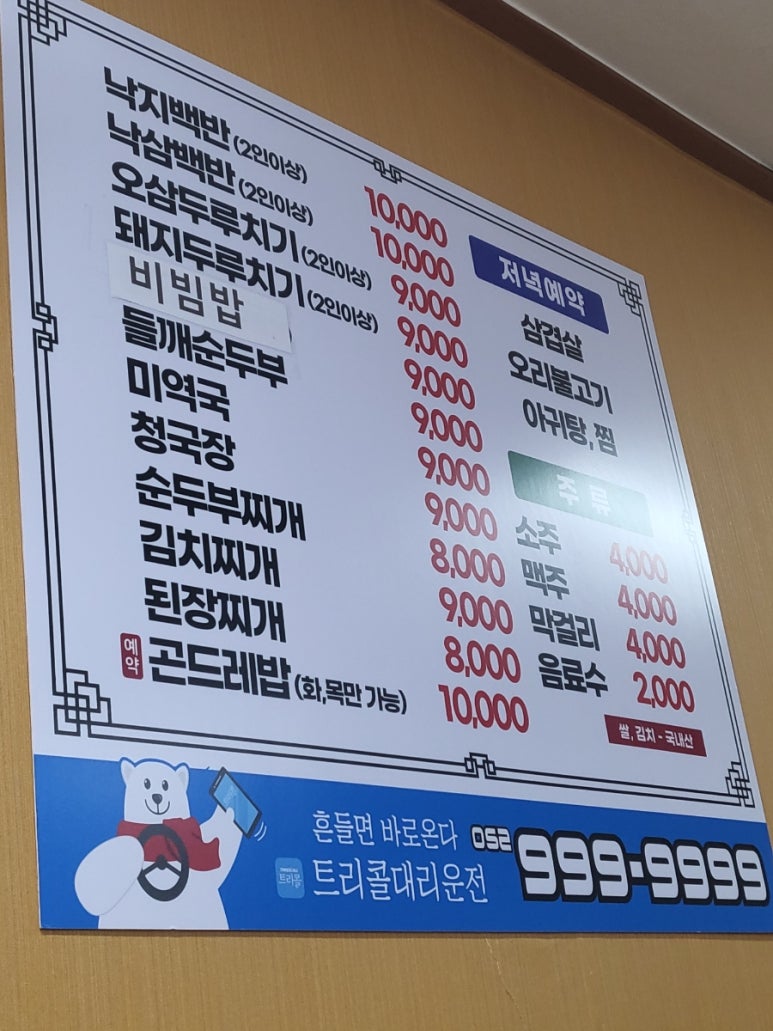 낙지백반 (2인이상) 10,000
낙삼백반 (2인이상) 10,000
오삼두루치기 (2인이상) 9,000
돼지두루치기 (2인이상) 9,000
비빔밥 9,000
들깨순두부 9,000
미역국 9,000
청국장 9,000
순두부찌개 8,000
김치찌개 9,000
된장찌개 8,000
예약 곤드레밥 (화,목만 가능) 10,000
저녁예약
삼겹살
오리불고기
아귀탕,찜
주류
소주 4,000
맥주 4,000
막걸리 4,000
음료수 2,000
쌀, 김치 - 국내산
흔들면 바로온다
트리콜
트리콜대리운전
052 999-9999